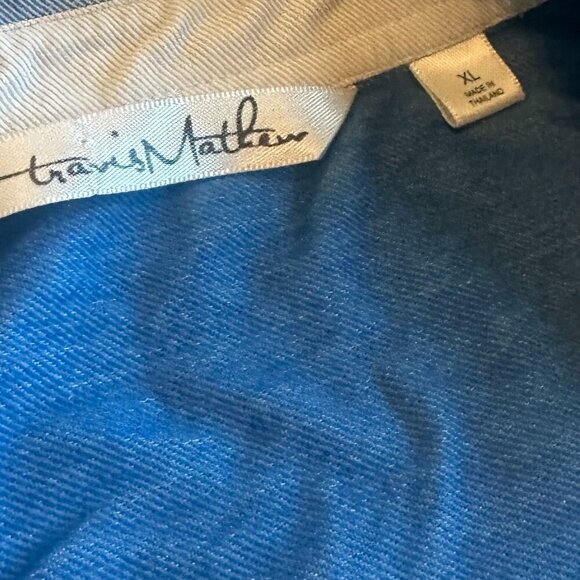 travisMathew
XL
MADE IN
THAILAND